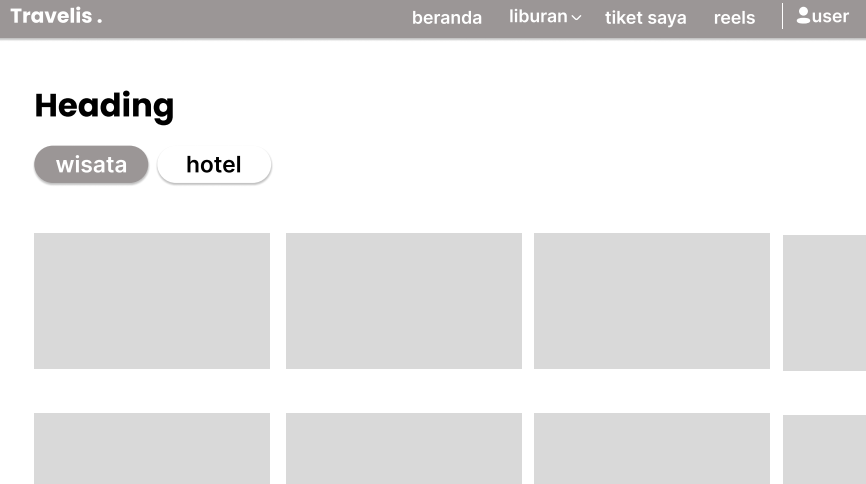 Travelis . beranda liburan tiket saya reels user
Heading
wisata hotel